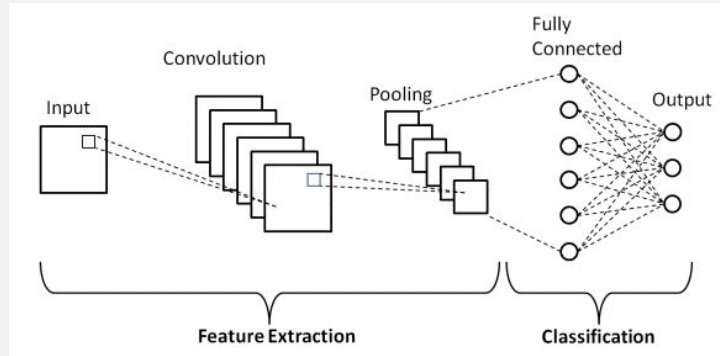 Input
Convolution
Pooling
Fully
Connected
Output
Feature Extraction
Classification